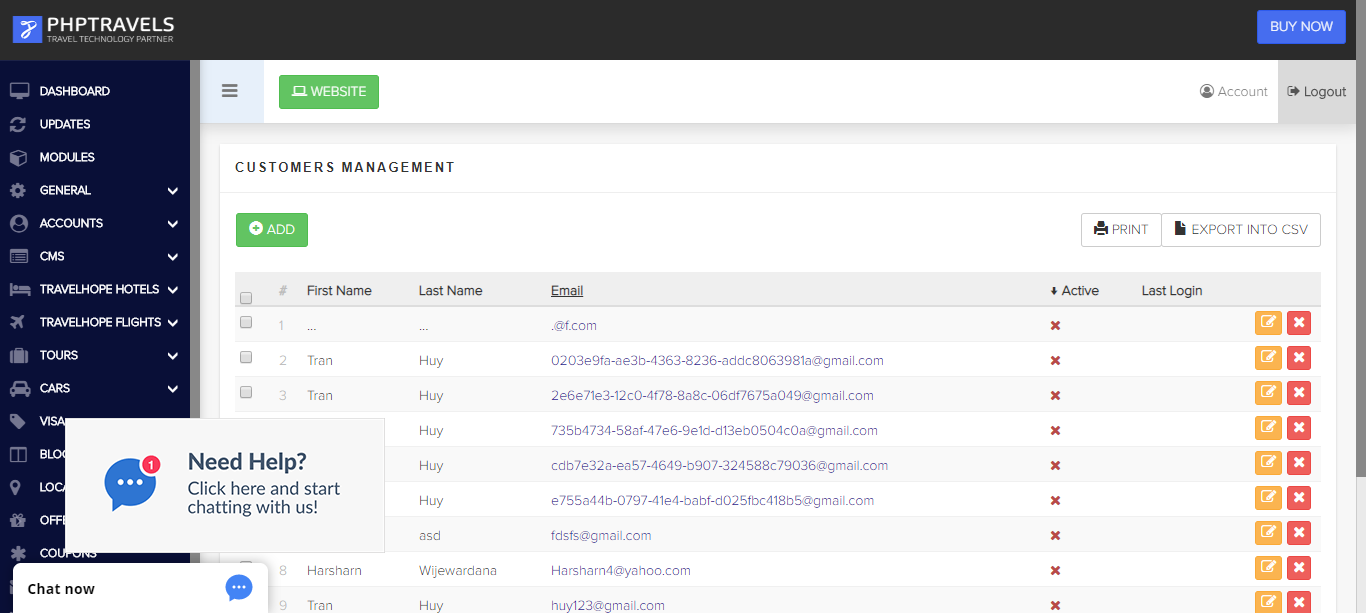 PHPTRAVELS
TRAVEL TECHNOLOGY PARTNER
BUY NOW
WEBSITE
Account
Logout
DASHBOARD
UPDATES
MODULES
GENERAL
ACCOUNTS
CMS
TRAVELHOPE HOTELS
TRAVELHOPE FLIGHTS
TOURS
CARS
VISA
BLO
LOCA
OFFE
COUPONS
CUSTOMERS MANAGEMENT
ADD
PRINT
EXPORT INTO CSV
# First Name Last Name Email Active Last Login
1 ... ... .@f.com
2 Tran Huy 0203e9fa-ae3b-4363-8236-addc8063981a@gmail.com
3 Tran Huy 2e6e71e3-12c0-4f78-8a8c-06df7675a049@gmail.com
Huy 735b4734-58af-47e6-9e1d-d13eb0504c0a@gmail.com
Huy cdb7e32a-ea57-4649-b907-324588c79036@gmail.com
Huy e755a44b-0797-41e4-babf-d025fbc418b5@gmail.com
asd fdsfs@gmail.com
8 Harsharn Wijewardana Harsharn4@yahoo.com
9 Tran Huy huy123@gmail.com
1
Need Help?
Click here and start
chatting with us!
Chat now